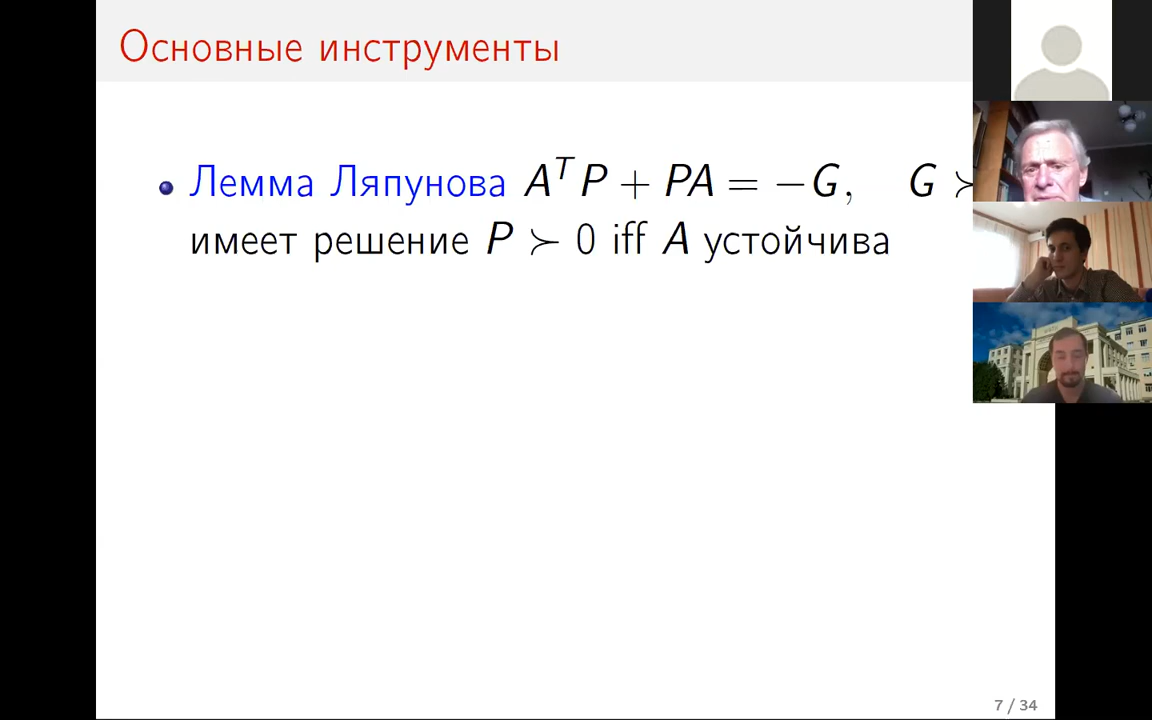 Основные инструменты
Лемма Ляпунова A^T P + PA = −G, G ≻
имеет решение P ≻ 0 iff A устойчива
7 / 34